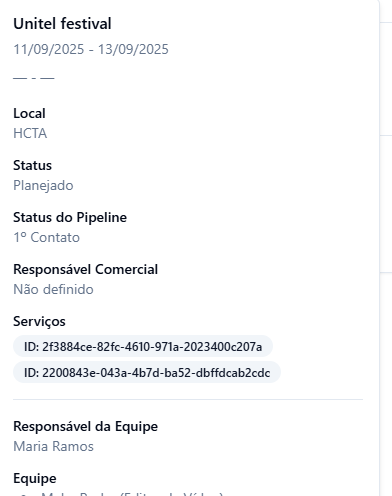 Unitel festival
11/09/2025 - 13/09/2025
__ - __
Local
HCTA
Status
Planejado
Status do Pipeline
1º Contato
Responsável Comercial
Não definido
Serviços
ID: 2f3884ce-82fc-4610-971a-2023400c207a
ID: 2200843e-043a-4b7d-ba52-dbffdcab2cdc
Responsável da Equipe
Maria Ramos
Equipe